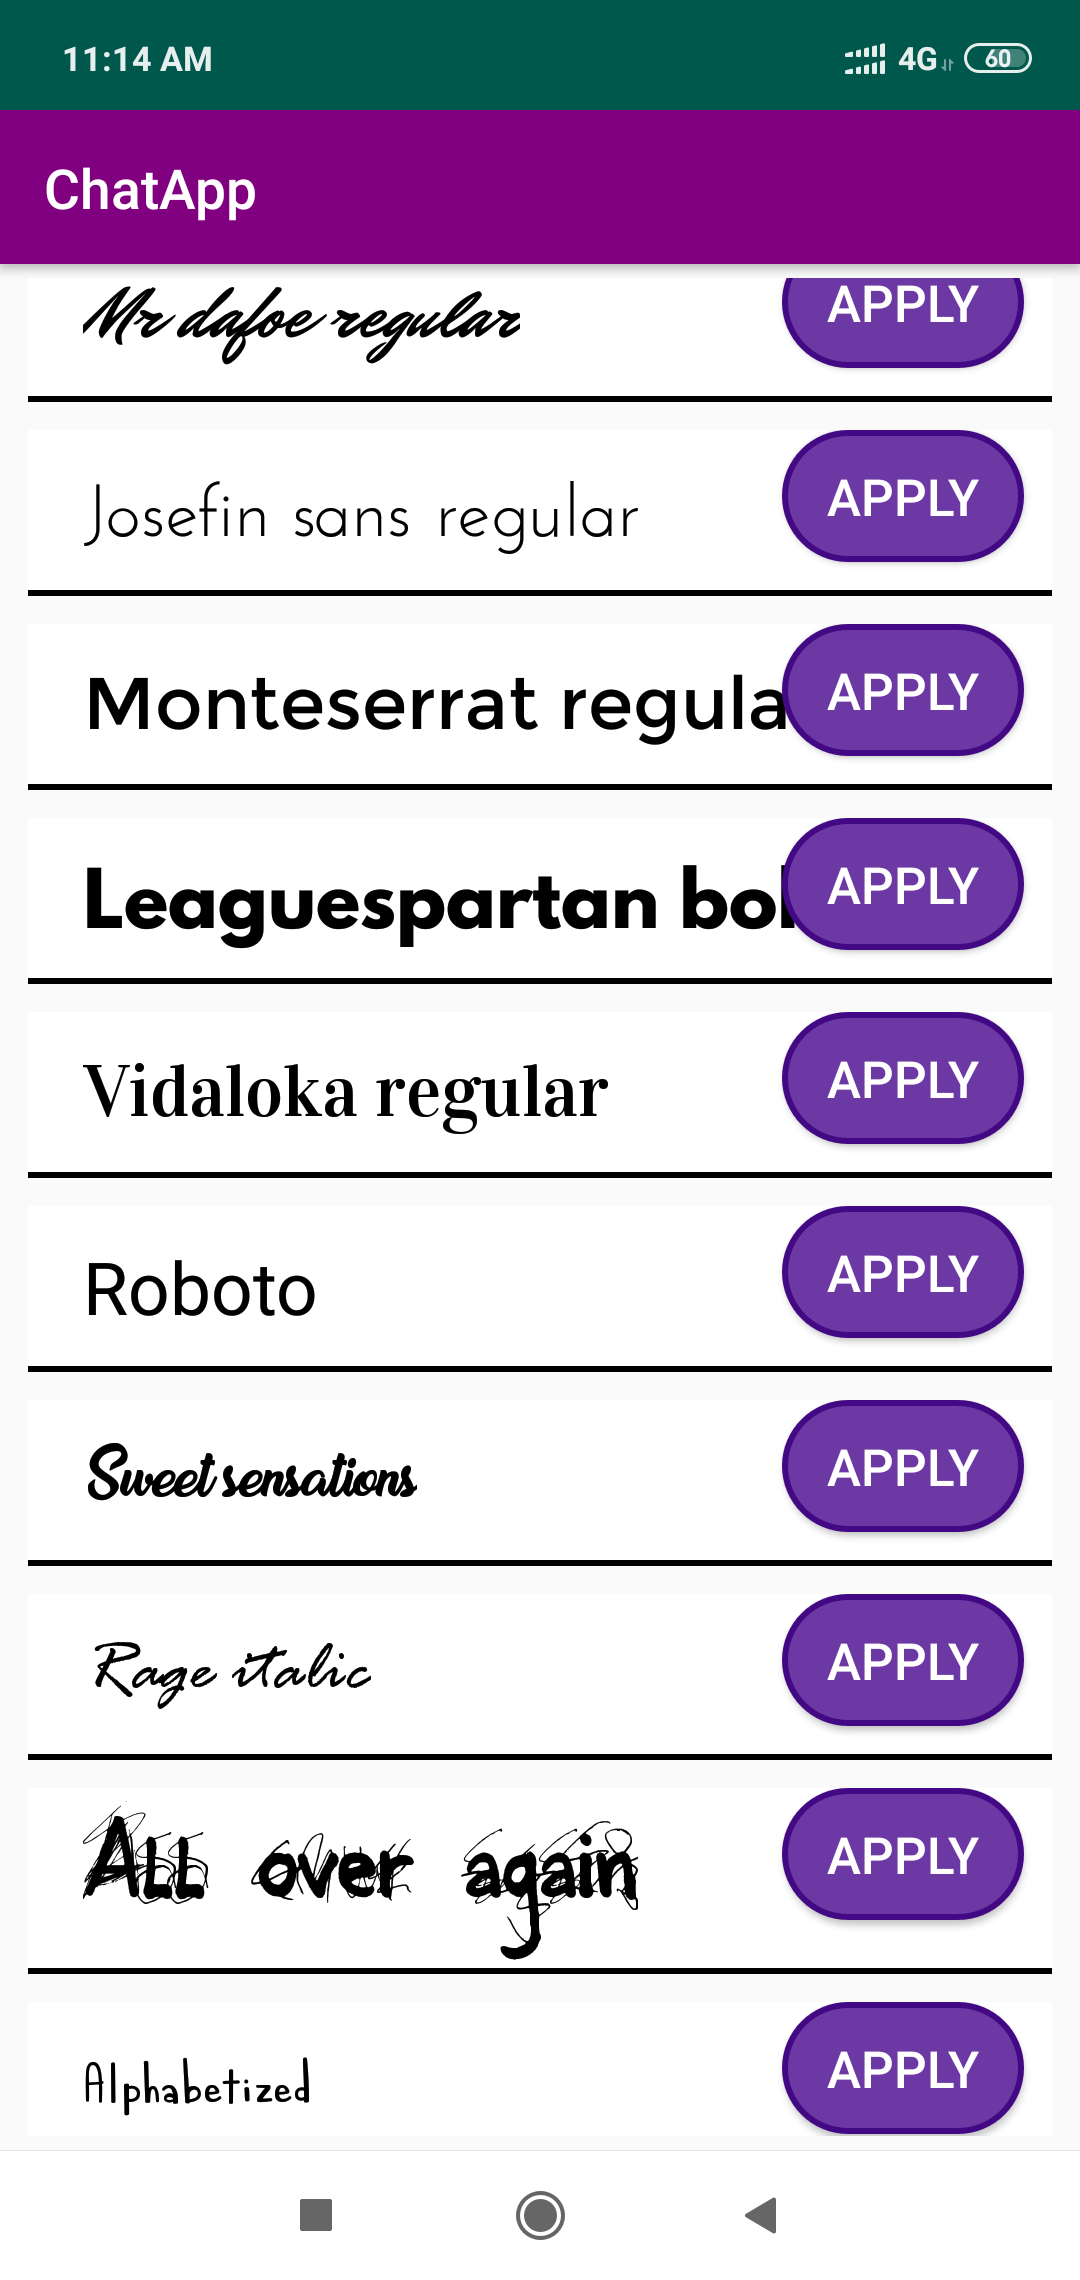 11:14 AM 4G 60
ChatApp
Mr dafoe regular APPLY
Josefin sans regular APPLY
Monteserrat regula APPLY
Leaguespartan bol APPLY
Vidaloka regular APPLY
Roboto APPLY
Sweet sensations APPLY
Rage italic APPLY
All over again APPLY
Alphabetized APPLY